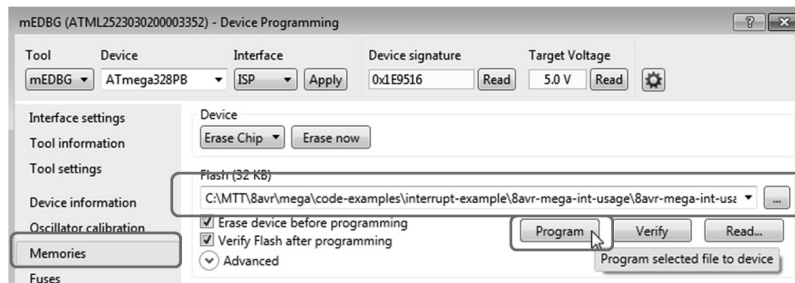 mEDBG (ATML2523030200003352) - Device Programming
Tool Device Interface Device signature Target Voltage
mEDBG ATmega328PB ISP Apply 0x1E9516 Read 5.0 V Read
Interface settings
Tool information
Tool settings
Device information
Oscillator calibration
Memories
Fuses
Device
Erase Chip Erase now
Flash (32 KB)
C:\MTT\8avr\mega\code-examples\interrupt-example\8avr-mega-int-usage\8avr-mega-int-usa ...
Erase device before programming
Verify Flash after programming
Advanced
Program Verify Read...
Program selected file to device